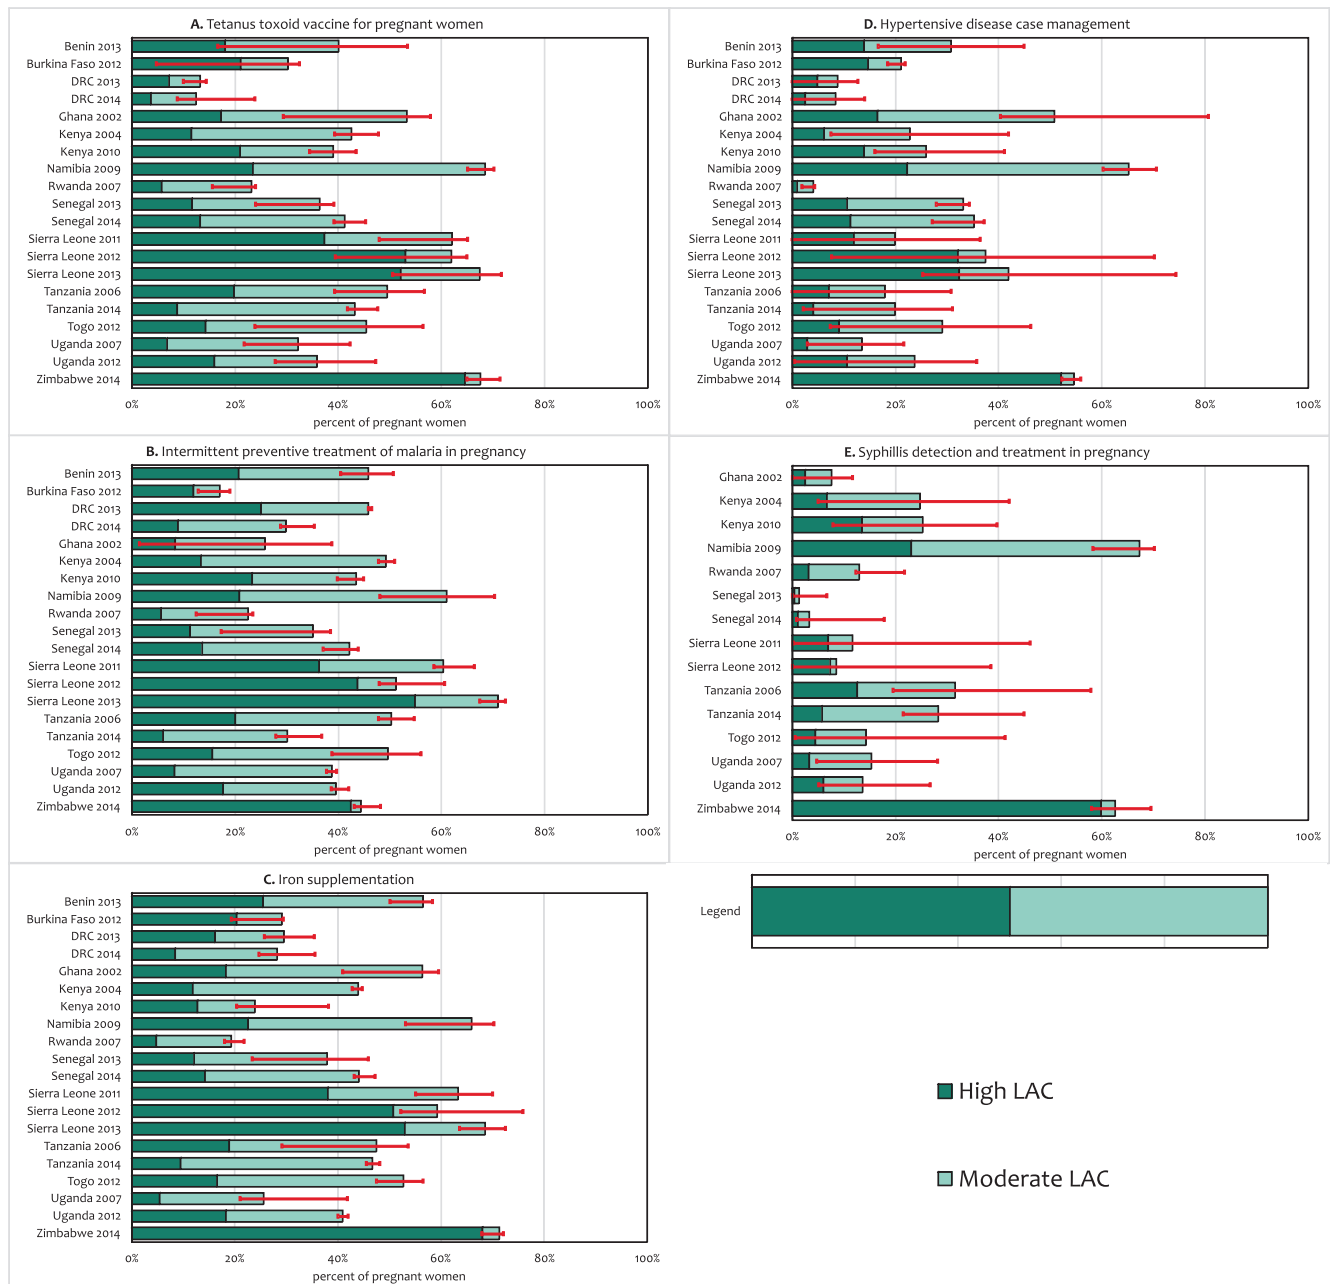 A. Tetanus toxoid vaccine for pregnant women
Benin 2013
Burkina Faso 2012
DRC 2013
DRC 2014
Ghana 2002
Kenya 2004
Kenya 2010
Namibia 2009
Rwanda 2007
Senegal 2013
Senegal 2014
Sierra Leone 2011
Sierra Leone 2012
Sierra Leone 2013
Tanzania 2006
Tanzania 2014
Togo 2012
Uganda 2007
Uganda 2012
Zimbabwe 2014
0% 20% 40% 60% 80% 100%
percent of pregnant women
B. Intermittent preventive treatment of malaria in pregnancy
Benin 2013
Burkina Faso 2012
DRC 2013
DRC 2014
Ghana 2002
Kenya 2004
Kenya 2010
Namibia 2009
Rwanda 2007
Senegal 2013
Senegal 2014
Sierra Leone 2011
Sierra Leone 2012
Sierra Leone 2013
Tanzania 2006
Tanzania 2014
Togo 2012
Uganda 2007
Uganda 2012
Zimbabwe 2014
0% 20% 40% 60% 80% 100%
percent of pregnant women
C. Iron supplementation
Benin 2013
Burkina Faso 2012
DRC 2013
DRC 2014
Ghana 2002
Kenya 2004
Kenya 2010
Namibia 2009
Rwanda 2007
Senegal 2013
Senegal 2014
Sierra Leone 2011
Sierra Leone 2012
Sierra Leone 2013
Tanzania 2006
Tanzania 2014
Togo 2012
Uganda 2007
Uganda 2012
Zimbabwe 2014
0% 20% 40% 60% 80% 100%
percent of pregnant women
D. Hypertensive disease case management
Benin 2013
Burkina Faso 2012
DRC 2013
DRC 2014
Ghana 2002
Kenya 2004
Kenya 2010
Namibia 2009
Rwanda 2007
Senegal 2013
Senegal 2014
Sierra Leone 2011
Sierra Leone 2012
Sierra Leone 2013
Tanzania 2006
Tanzania 2014
Togo 2012
Uganda 2007
Uganda 2012
Zimbabwe 2014
0% 20% 40% 60% 80% 100%
percent of pregnant women
E. Syphillis detection and treatment in pregnancy
Ghana 2002
Kenya 2004
Kenya 2010
Namibia 2009
Rwanda 2007
Senegal 2013
Senegal 2014
Sierra Leone 2011
Sierra Leone 2012
Tanzania 2006
Tanzania 2014
Togo 2012
Uganda 2007
Uganda 2012
Zimbabwe 2014
0% 20% 40% 60% 80% 100%
percent of pregnant women
Legend
High LAC
Moderate LAC